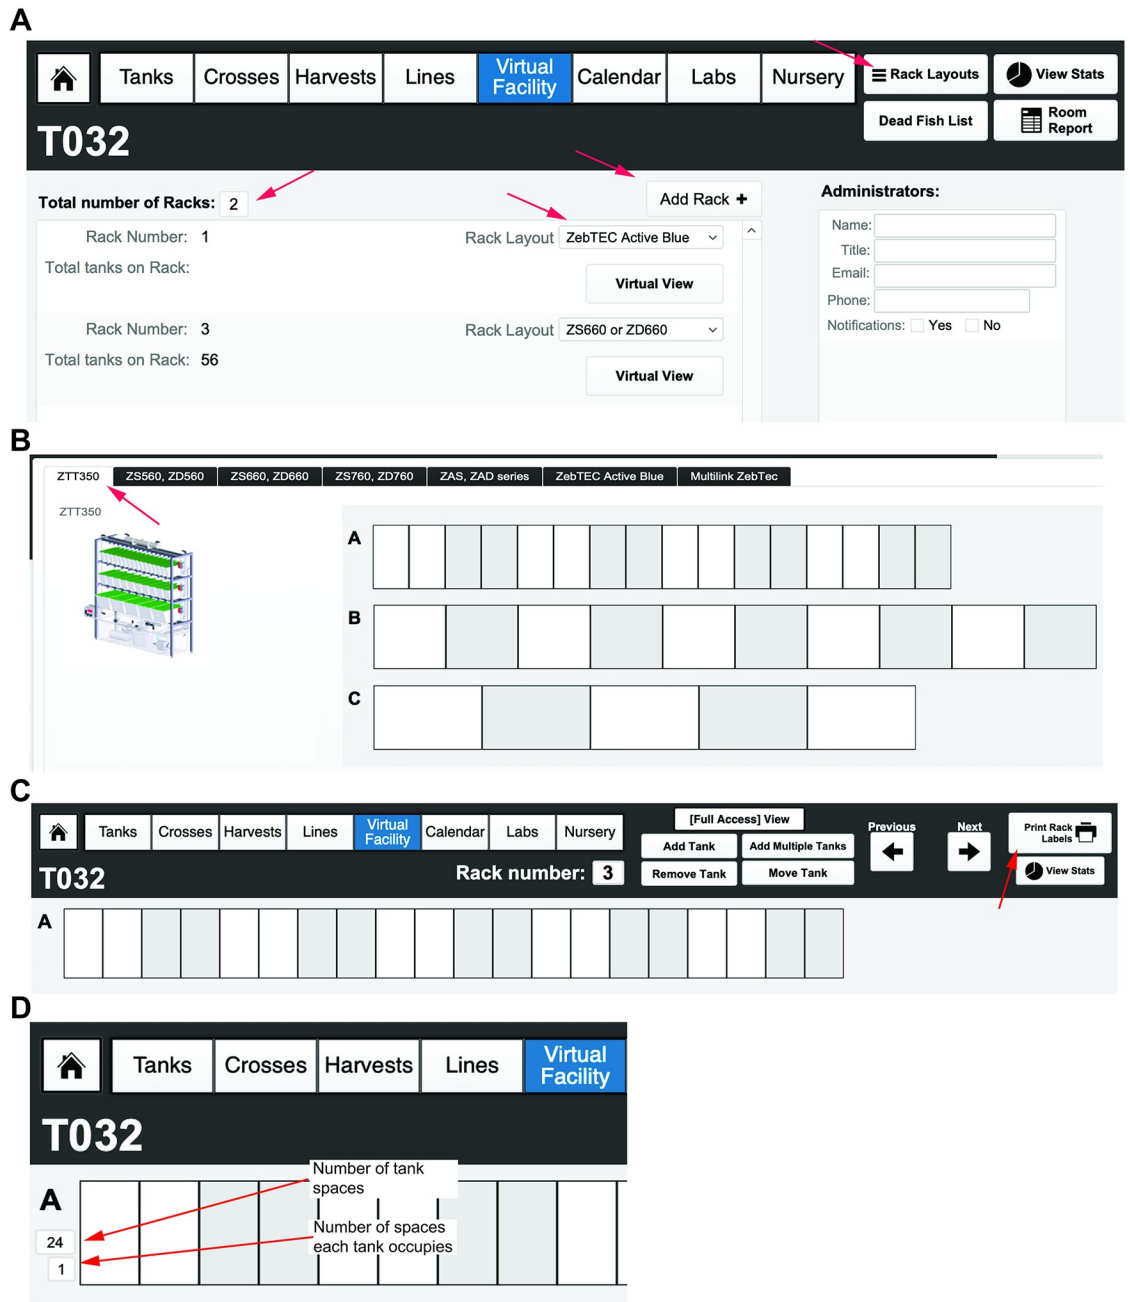 A
Tanks Crosses Harvests Lines Virtual Facility Calendar Labs Nursery
Rack Layouts View Stats
Dead Fish List Room Report
T032
Total number of Racks: 2
Add Rack +
Administrators:
Rack Number: 1 Rack Layout ZebTEC Active Blue
Total tanks on Rack:
Virtual View
Rack Number: 3 Rack Layout ZS660 or ZD660
Total tanks on Rack: 56
Virtual View
Name:
Title:
Email:
Phone:
Notifications: Yes No
B
ZTT350 ZS560, ZD560 ZS660, ZD660 ZS760, ZD760 ZAS, ZAD series ZebTEC Active Blue Multilink ZebTec
ZTT350
A
B
C
C
Tanks Crosses Harvests Lines Virtual Facility Calendar Labs Nursery
[Full Access] View
Add Tank Add Multiple Tanks
Remove Tank Move Tank
Previous Next
Print Rack Labels
View Stats
T032
Rack number: 3
A
D
Tanks Crosses Harvests Lines Virtual Facility
T032
A
Number of tank
spaces
24
Number of spaces
each tank occupies
1